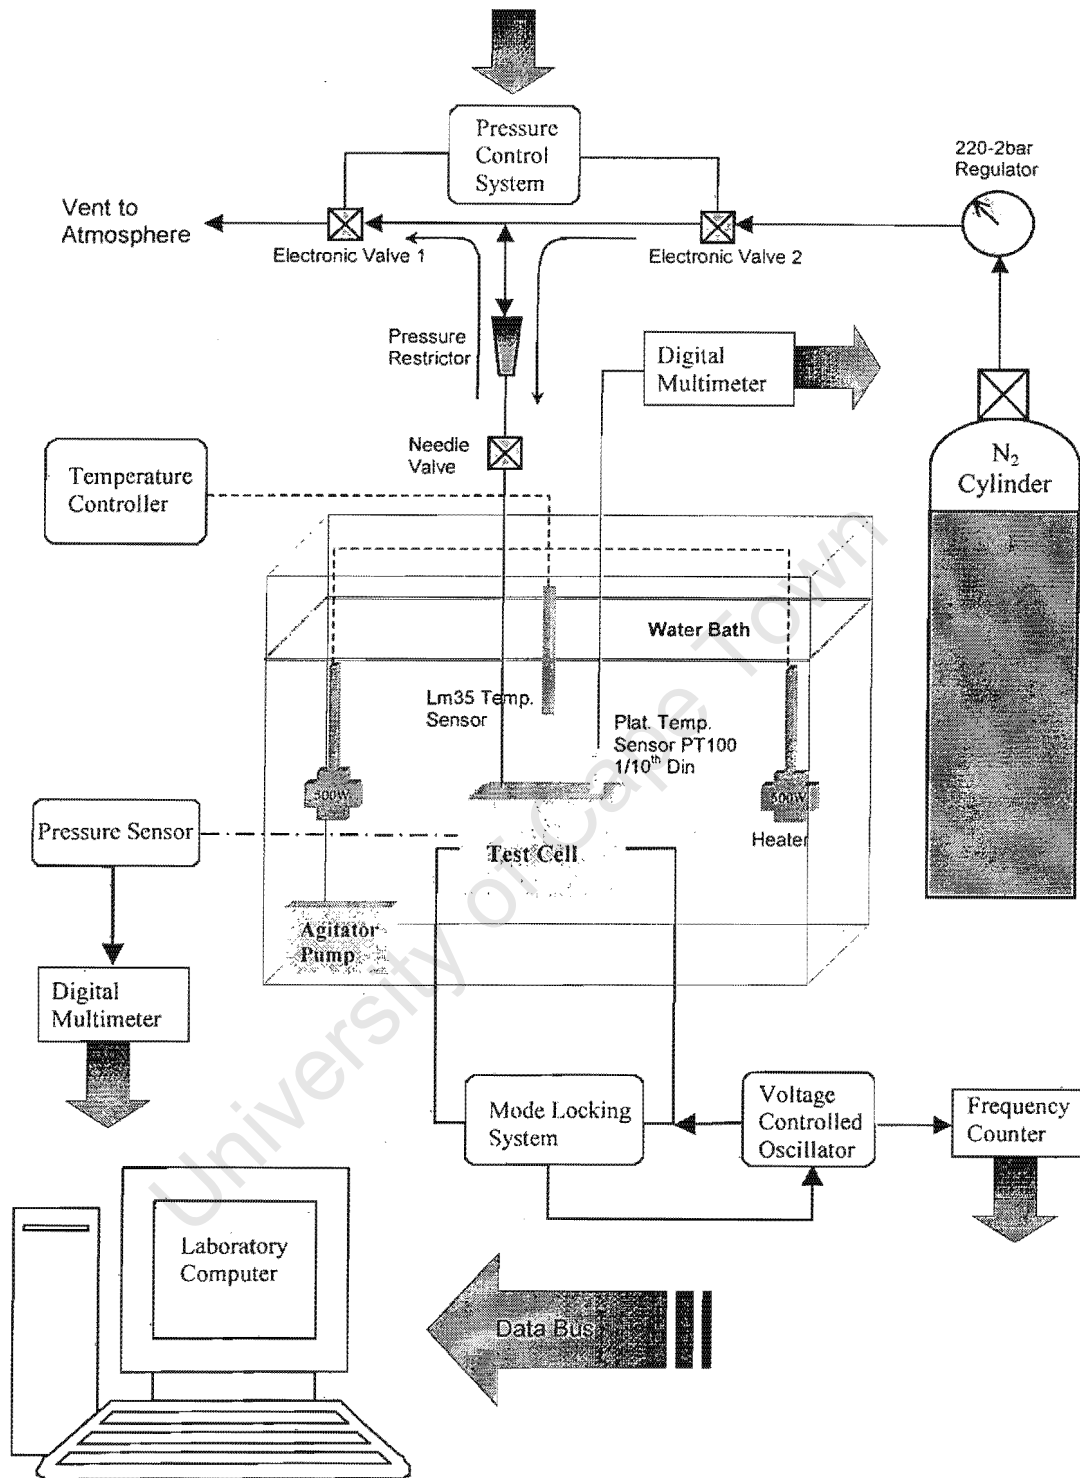 Pressure
Control
System
220-2bar
Regulator
Vent to
Atmosphere
Electronic Valve 1
Electronic Valve 2
Pressure
Restrictor
Digital
Multimeter
Needle
Valve
N₂
Cylinder
Temperature
Controller
Water Bath
Lm35 Temp.
Sensor
Plat. Temp.
Sensor PT100
1/10th Din
500W
500W
Heater
Pressure Sensor
Test Cell
Agitator
Pump
Digital
Multimeter
Mode Locking
System
Voltage
Controlled
Oscillator
Frequency
Counter
Laboratory
Computer
Data Bus
University of Cape Town